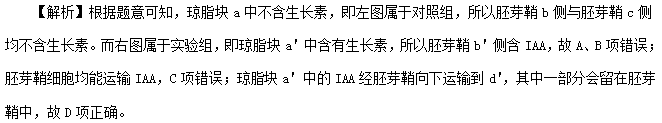 【解析】根据题意可知，琼脂块 a 中不含生长素，即左图属于对照组，所以胚芽鞘 b 侧与胚芽鞘 c 侧
均不含生长素。而右图属于实验组，即琼脂块 a′中含有生长素，所以胚芽鞘 b′侧含 IAA，故 A、B 项错误；
胚芽鞘细胞均能运输 IAA，C 项错误；琼脂块 a′中的 IAA 经胚芽鞘向下运输到 d′，其中一部分会留在胚芽
鞘中，故 D 项正确。